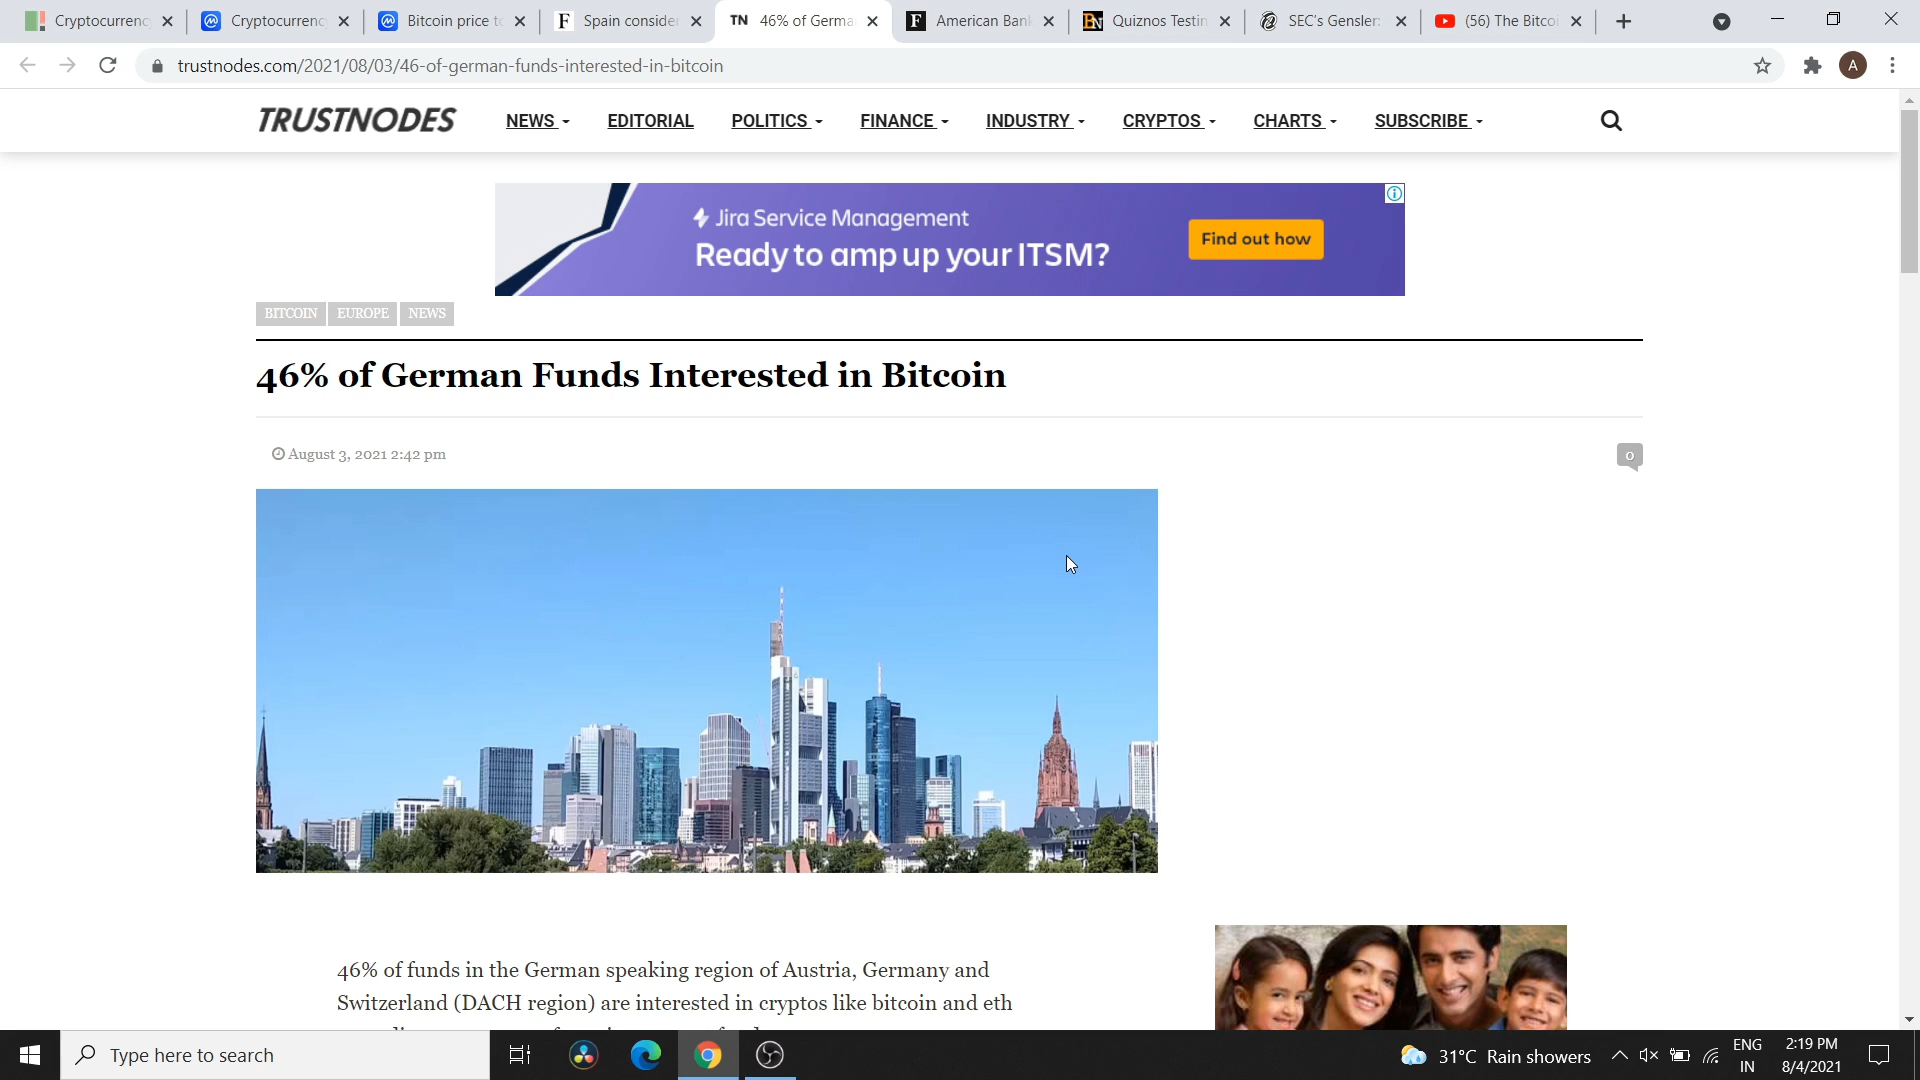 Cryptocurrenc
Cryptocurrenc
Bitcoin price to
Spain consider
TN 46% of Germa
American Bank
Quiznos Testin
SEC's Gensler:
(56) The Bitcoi
trustnodes.com/2021/08/03/46-of-german-funds-interested-in-bitcoin
A
TRUSTNODES
NEWS
EDITORIAL
POLITICS
FINANCE
INDUSTRY
CRYPTOS
CHARTS
SUBSCRIBE
Jira Service Management
Ready to amp up your ITSM?
Find out how
BITCOIN
EUROPE
NEWS
46% of German Funds Interested in Bitcoin
August 3, 2021 2:42 pm
0
46% of funds in the German speaking region of Austria, Germany and
Switzerland (DACH region) are interested in cryptos like bitcoin and eth
Type here to search
31°C Rain showers
ENG
IN
2:19 PM
8/4/2021